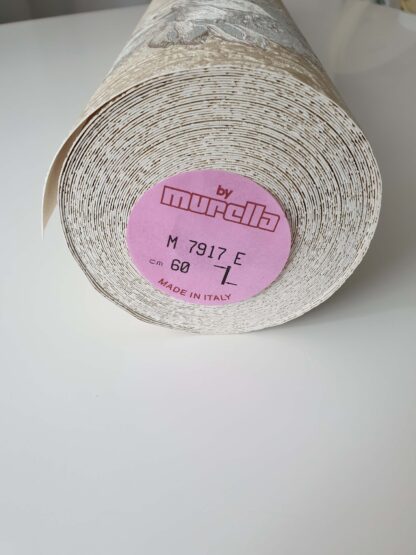 by
murella
M 7917 E
cm 60
MADE IN ITALY